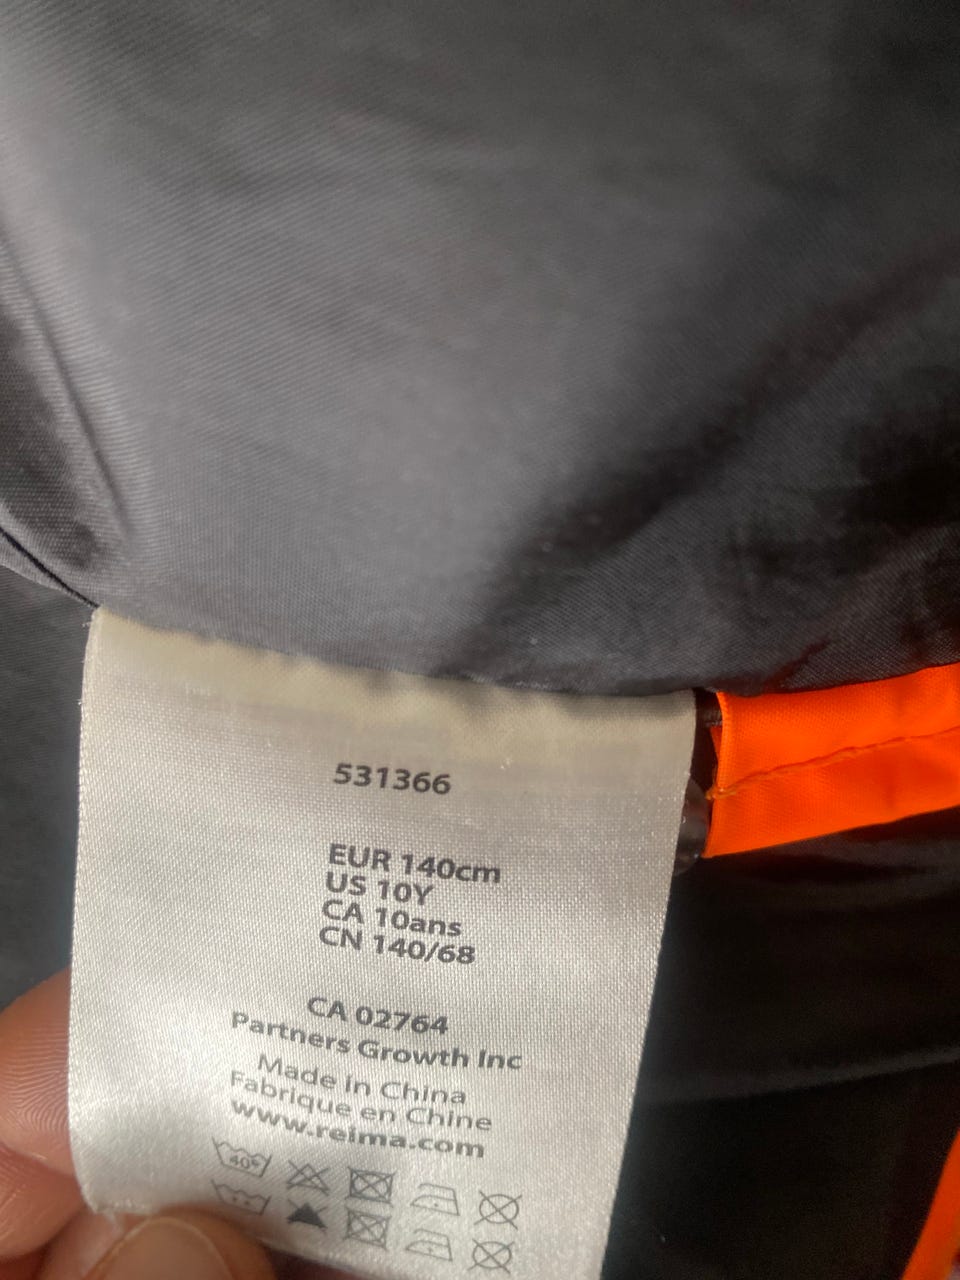 531366
EUR 140cm
US 10Y
CA 10ans
CN 140/68
CA 02764
Partners Growth Inc
Made in China
Fabrique en Chine
www.reima.com
40°